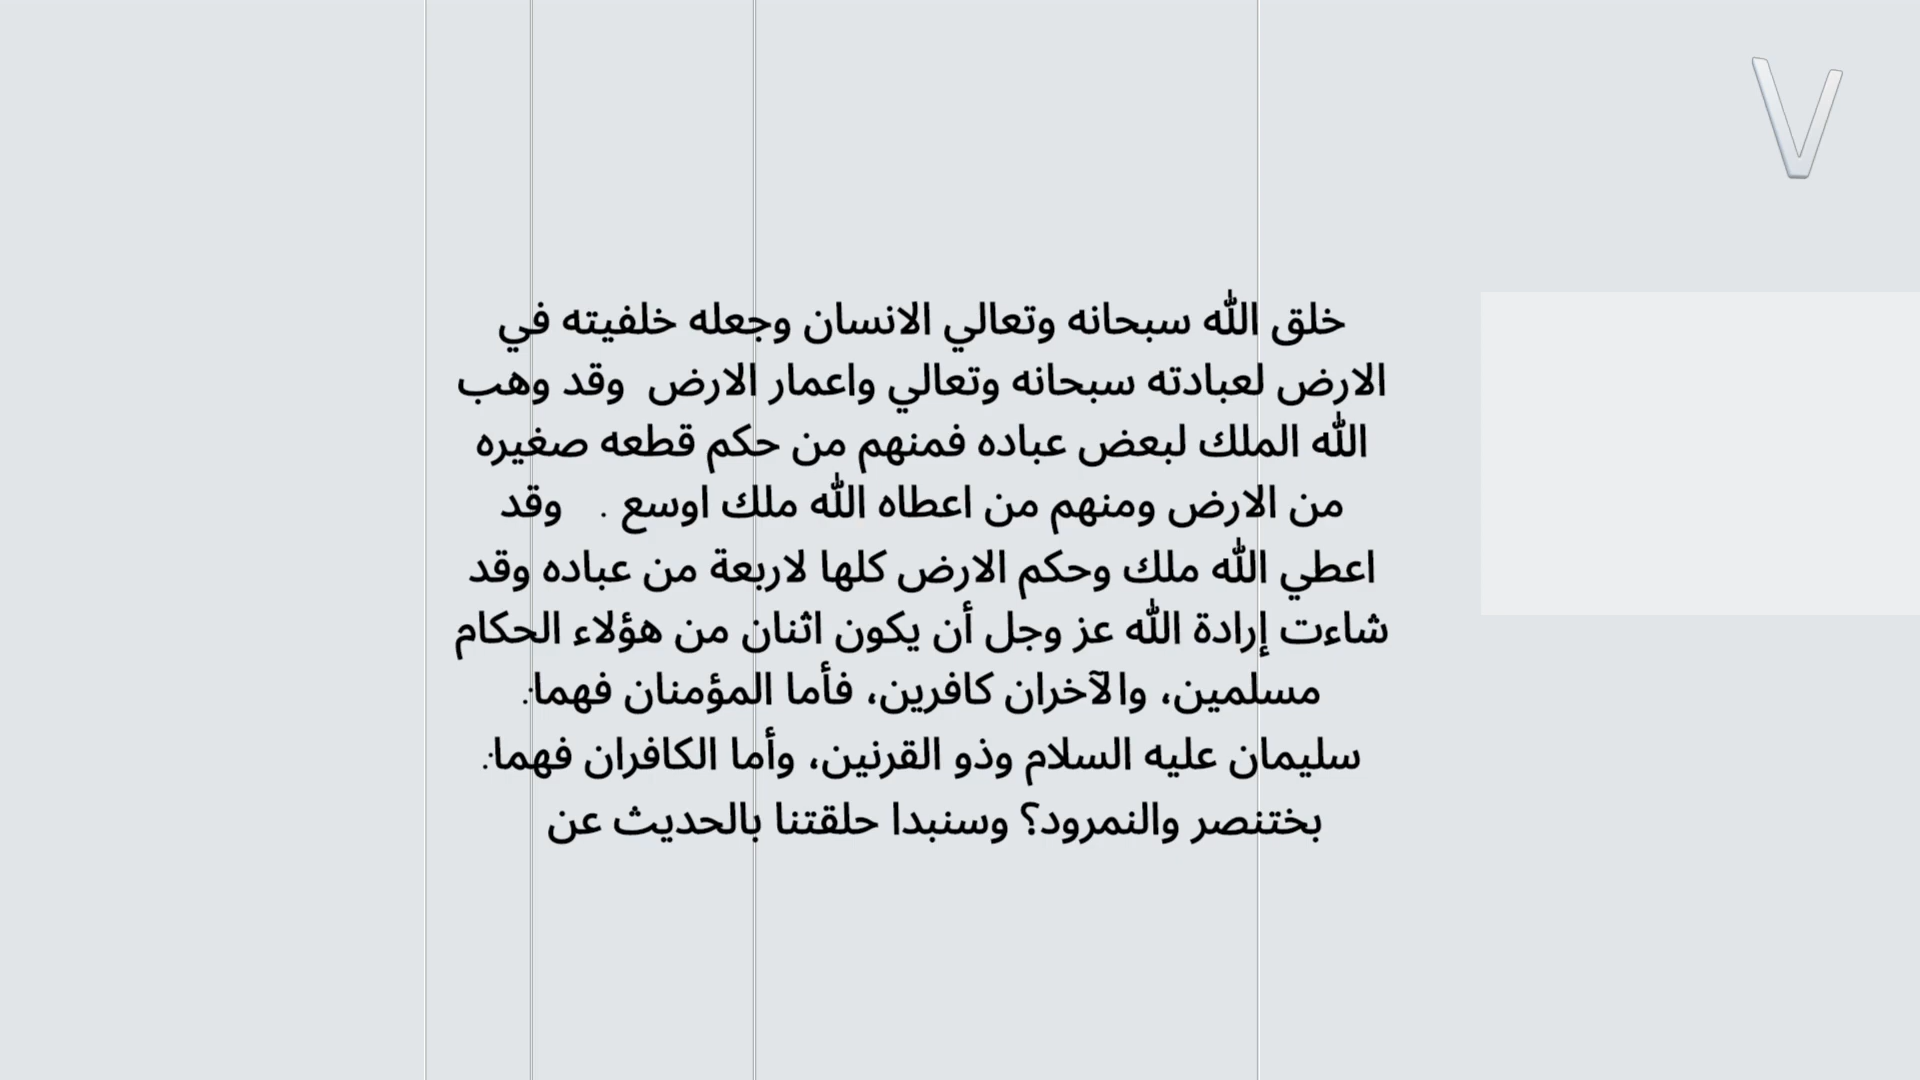 V
خلق الله سبحانه وتعالي الانسان وجعله خلفيته في
الارض لعبادته سبحانه وتعالي واعمار الارض وقد وهب
الله الملك لبعض عباده فمنهم من حكم قطعه صغيره
من الارض ومنهم من اعطاه الله ملك اوسع . وقد
اعطي الله ملك وحكم الارض كلها لاربعة من عباده وقد
شاءت إرادة الله عز وجل أن يكون اثنان من هؤلاء الحكام
مسلمين، والآخران كافرين، فأما المؤمنان فهما:.
سليمان عليه السلام وذو القرنين، وأما الكافران فهما:.
بختنصر والنمرود؟ وسنبدا حلقتنا بالحديث عن